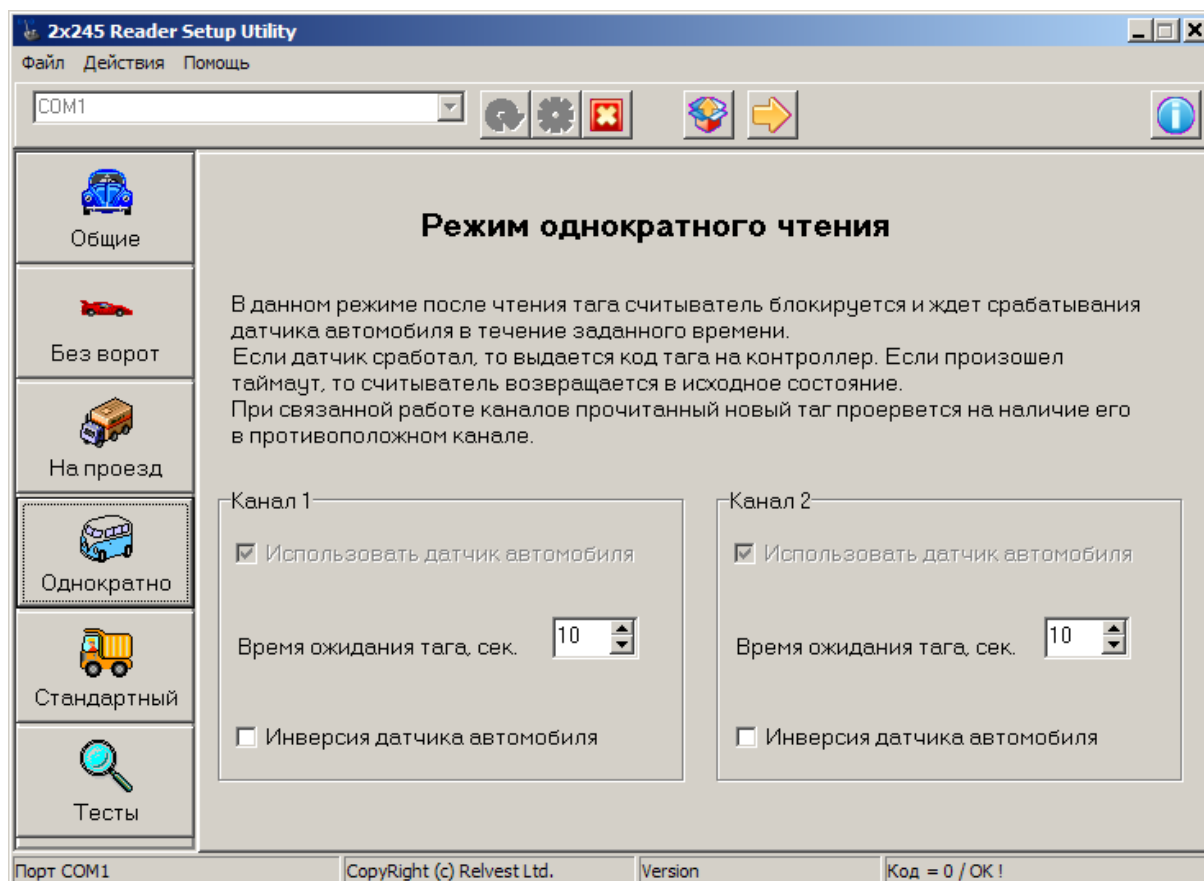 2x245 Reader Setup Utility
Файл Действия Помощь
COM1
Общие
Без ворот
На проезд
Однократно
Стандартный
Тесты
Режим однократного чтения
В данном режиме после чтения тага считыватель блокируется и ждет срабатывания
датчика автомобиля в течение заданного времени.
Если датчик сработал, то выдается код тага на контроллер. Если произошел
таймаут, то считыватель возвращается в исходное состояние.
При связанной работе каналов прочитанный новый таг проервется на наличие его
в противоположном канале.
Канал 1
Использовать датчик автомобиля
Время ожидания тага, сек. 10
Инверсия датчика автомобиля
Канал 2
Использовать датчик автомобиля
Время ожидания тага, сек. 10
Инверсия датчика автомобиля
Порт COM1 CopyRight (c) Relvest Ltd. Version Код = 0 / OK !